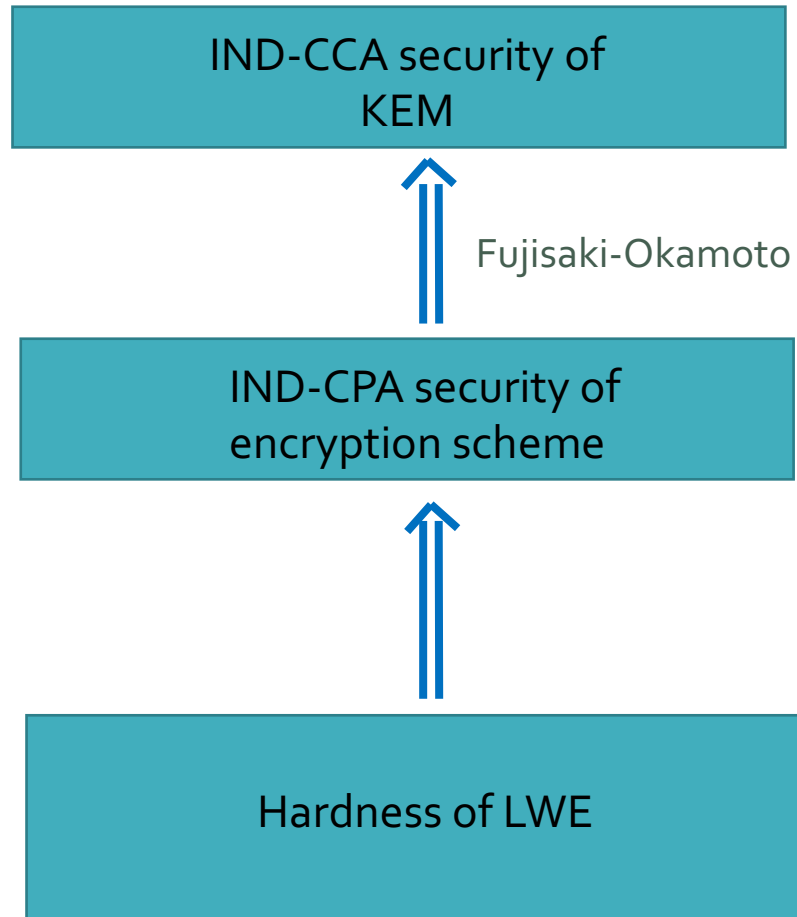 IND-CCA security of
KEM
Fujisaki-Okamoto
IND-CPA security of
encryption scheme
Hardness of LWE